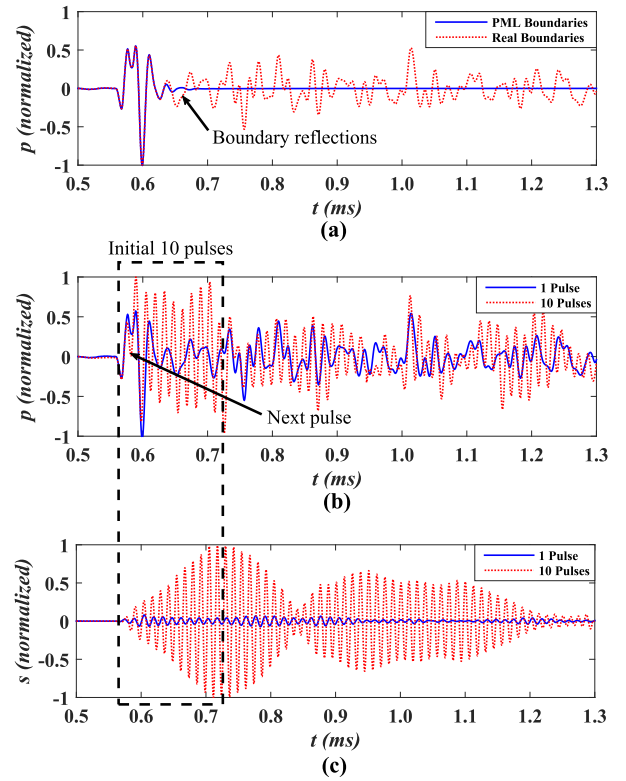 1
0.5
0
-0.5
-1
p (normalized)
PML Boundaries
Real Boundaries
Boundary reflections
0.5 0.6 0.7 0.8 0.9 1.0 1.1 1.2 1.3
t (ms)
(a)
Initial 10 pulses
1
0.5
0
-0.5
-1
p (normalized)
1 Pulse
10 Pulses
Next pulse
0.5 0.6 0.7 0.8 0.9 1.0 1.1 1.2 1.3
t (ms)
(b)
1
0.5
0
-0.5
-1
s (normalized)
1 Pulse
10 Pulses
0.5 0.6 0.7 0.8 0.9 1.0 1.1 1.2 1.3
t (ms)
(c)